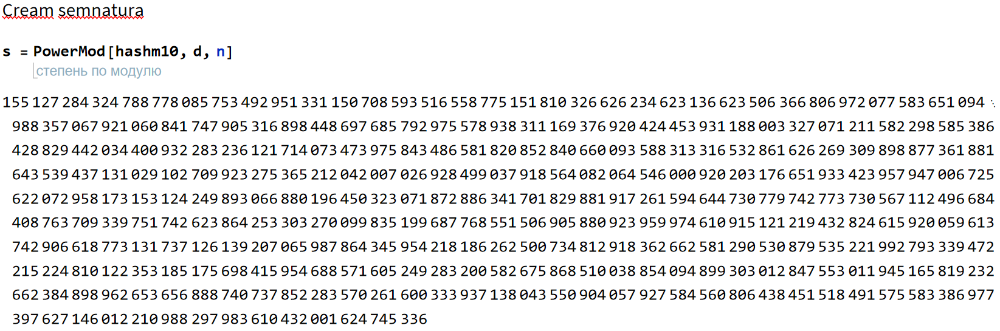 Cream semnatura
s = PowerMod[hashm10, d, n]
степень по модулю
155 127 284 324 788 778 085 753 492 951 331 150 708 593 516 558 775 151 810 326 626 234 623 136 623 506 366 806 972 077 583 651 094
988 357 067 921 060 841 747 905 316 898 448 697 685 792 975 578 938 311 169 376 920 424 453 931 188 003 327 071 211 582 298 585 386
428 829 442 034 400 932 283 236 121 714 073 473 975 843 486 581 820 852 840 660 093 588 313 316 532 861 626 269 309 898 877 361 881
643 539 437 131 029 102 709 923 275 365 212 042 007 026 928 499 037 918 564 082 064 546 000 920 203 176 651 933 423 957 947 006 725
622 072 958 173 153 124 249 893 066 880 196 450 323 071 872 886 341 701 829 881 917 261 594 644 730 779 742 773 730 567 112 496 684
408 763 709 339 751 742 623 864 253 303 270 099 835 199 687 768 551 506 905 880 923 959 974 610 915 121 219 432 824 615 920 059 613
742 906 618 773 131 737 126 139 207 065 987 864 345 954 218 186 262 500 734 812 918 362 662 581 290 530 879 535 221 992 793 339 472
215 224 810 122 353 185 175 698 415 954 688 571 605 249 283 200 582 675 868 510 038 854 094 899 303 012 847 553 011 945 165 819 232
662 384 898 962 653 656 888 740 737 852 283 570 261 600 333 937 138 043 550 904 057 927 584 560 806 438 451 518 491 575 583 386 977
397 627 146 012 210 988 297 983 610 432 001 624 745 336